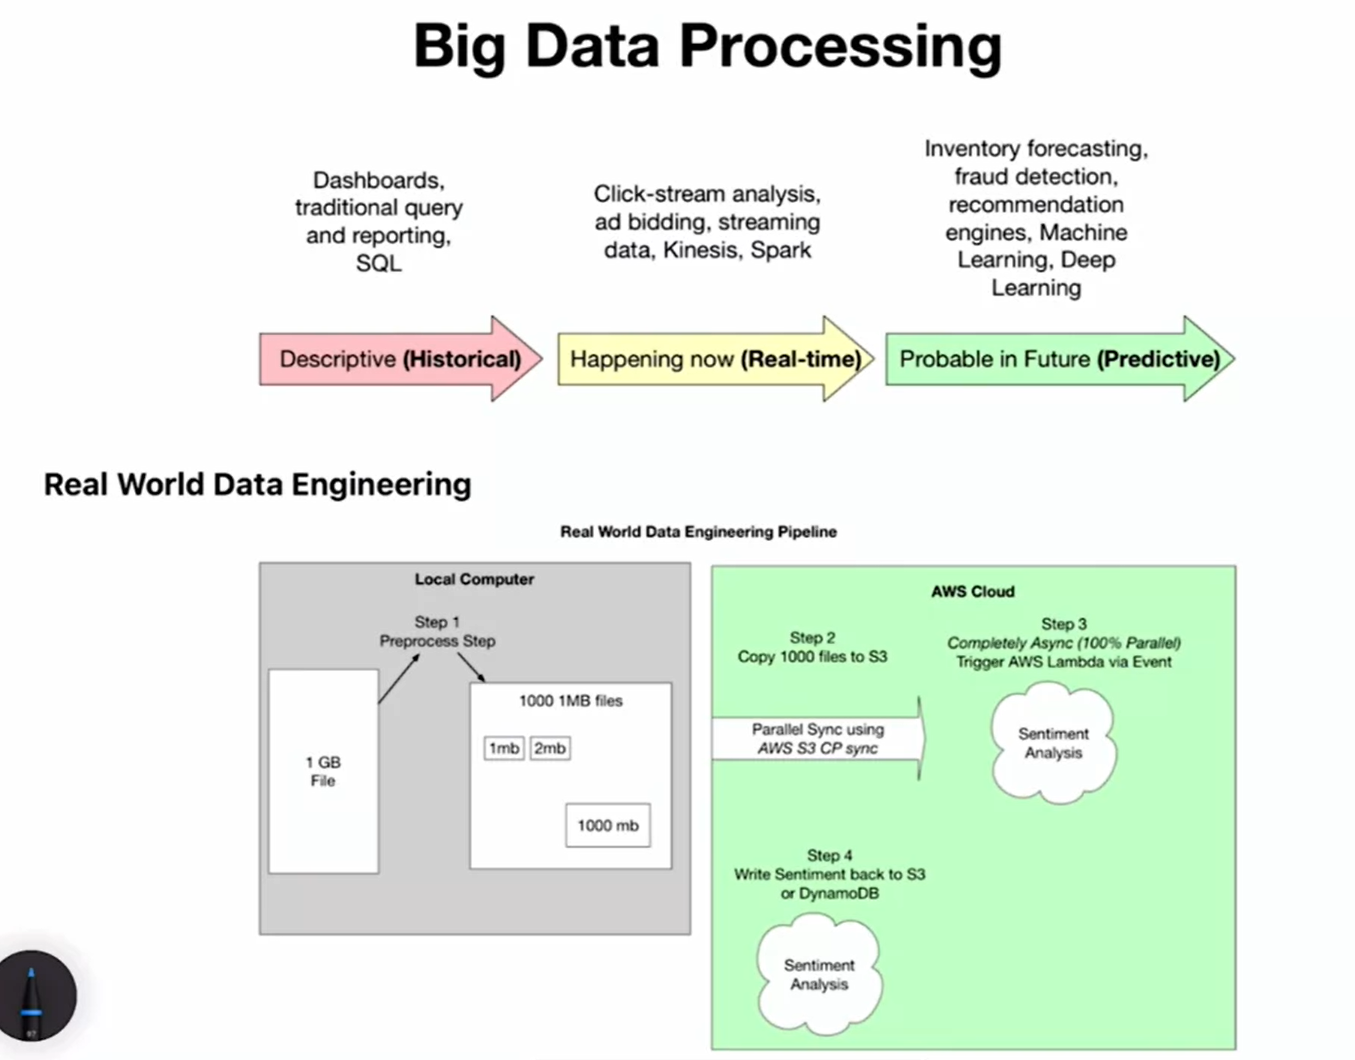 Big Data Processing
Dashboards,
traditional query
and reporting,
SQL
Click-stream analysis,
ad bidding, streaming
data, Kinesis, Spark
Inventory forecasting,
fraud detection,
recommendation
engines, Machine
Learning, Deep
Learning
Descriptive (Historical)
Happening now (Real-time)
Probable in Future (Predictive)
Real World Data Engineering
Real World Data Engineering Pipeline
Local Computer
Step 1
Preprocess Step
1 GB
File
1000 1MB files
1mb
2mb
1000 mb
AWS Cloud
Step 2
Copy 1000 files to S3
Parallel Sync using
AWS S3 CP sync
Step 3
Completely Async (100% Parallel)
Trigger AWS Lambda via Event
Sentiment
Analysis
Step 4
Write Sentiment back to S3
or DynamoDB
Sentiment
Analysis